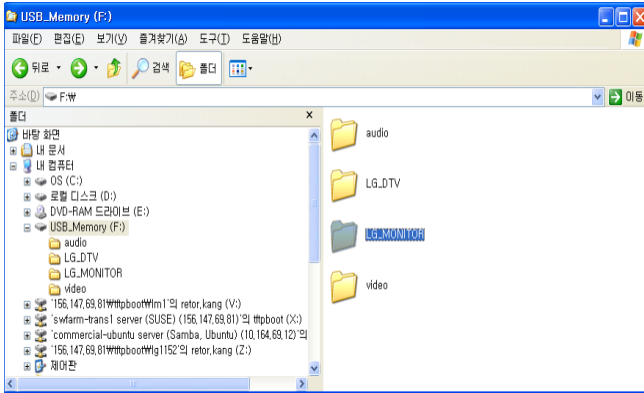 USB_Memory (F:)
파일(F) 편집(E) 보기(V) 즐겨찾기(A) 도구(T) 도움말(H)
뒤로 검색 폴더
주소(D) F:₩ 이동
폴더 x
바탕 화면
내 문서
내 컴퓨터
OS (C:)
로컬 디스크 (D:)
DVD-RAM 드라이브 (E:)
USB_Memory (F:)
audio
LG_DTV
LG_MONITOR
video
'156,147,69,81₩tftpboot₩lm1'의 retor,kang (V:)
'swfarm-trans1 server (SUSE) (156,147,69,81)'의 tftpboot (X:)
'commercial-ubuntu server (Samba, Ubuntu) (10,164,69,12)'의
'156,147,69,81₩tftpboot₩lg1152'의 retor,kang (Z:)
제어판
audio
LG_DTV
LG_MONITOR
video